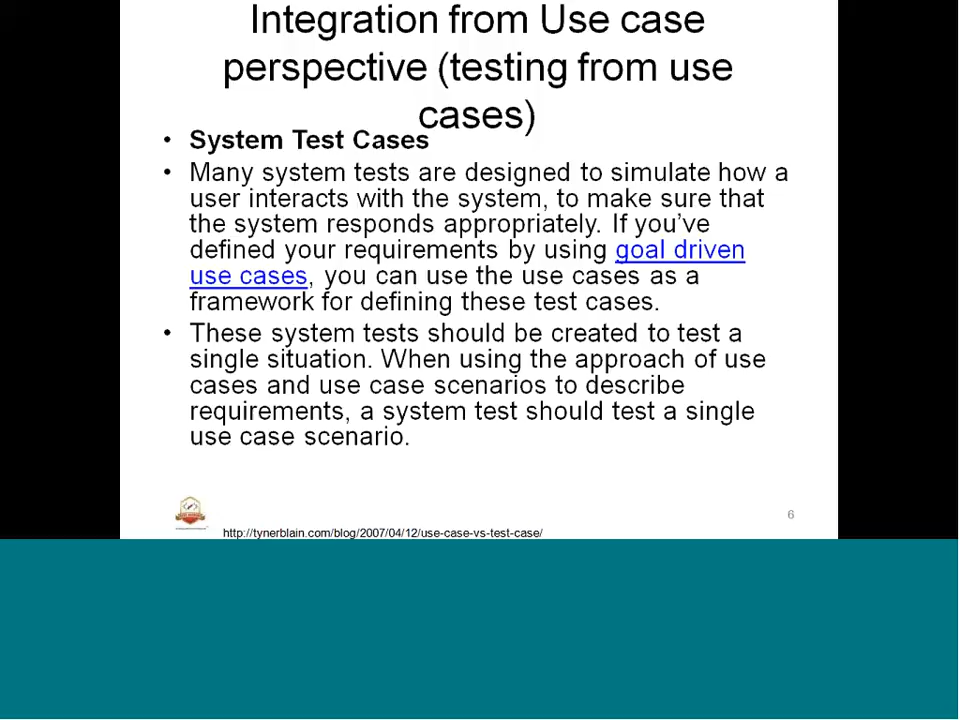 Integration from Use case
perspective (testing from use
cases)
• System Test Cases
• Many system tests are designed to simulate how a
user interacts with the system, to make sure that
the system responds appropriately. If you’ve
defined your requirements by using goal driven
use cases, you can use the use cases as a
framework for defining these test cases.
• These system tests should be created to test a
single situation. When using the approach of use
cases and use case scenarios to describe
requirements, a system test should test a single
use case scenario.
6
http://tynerblain.com/blog/2007/04/12/use-case-vs-test-case/